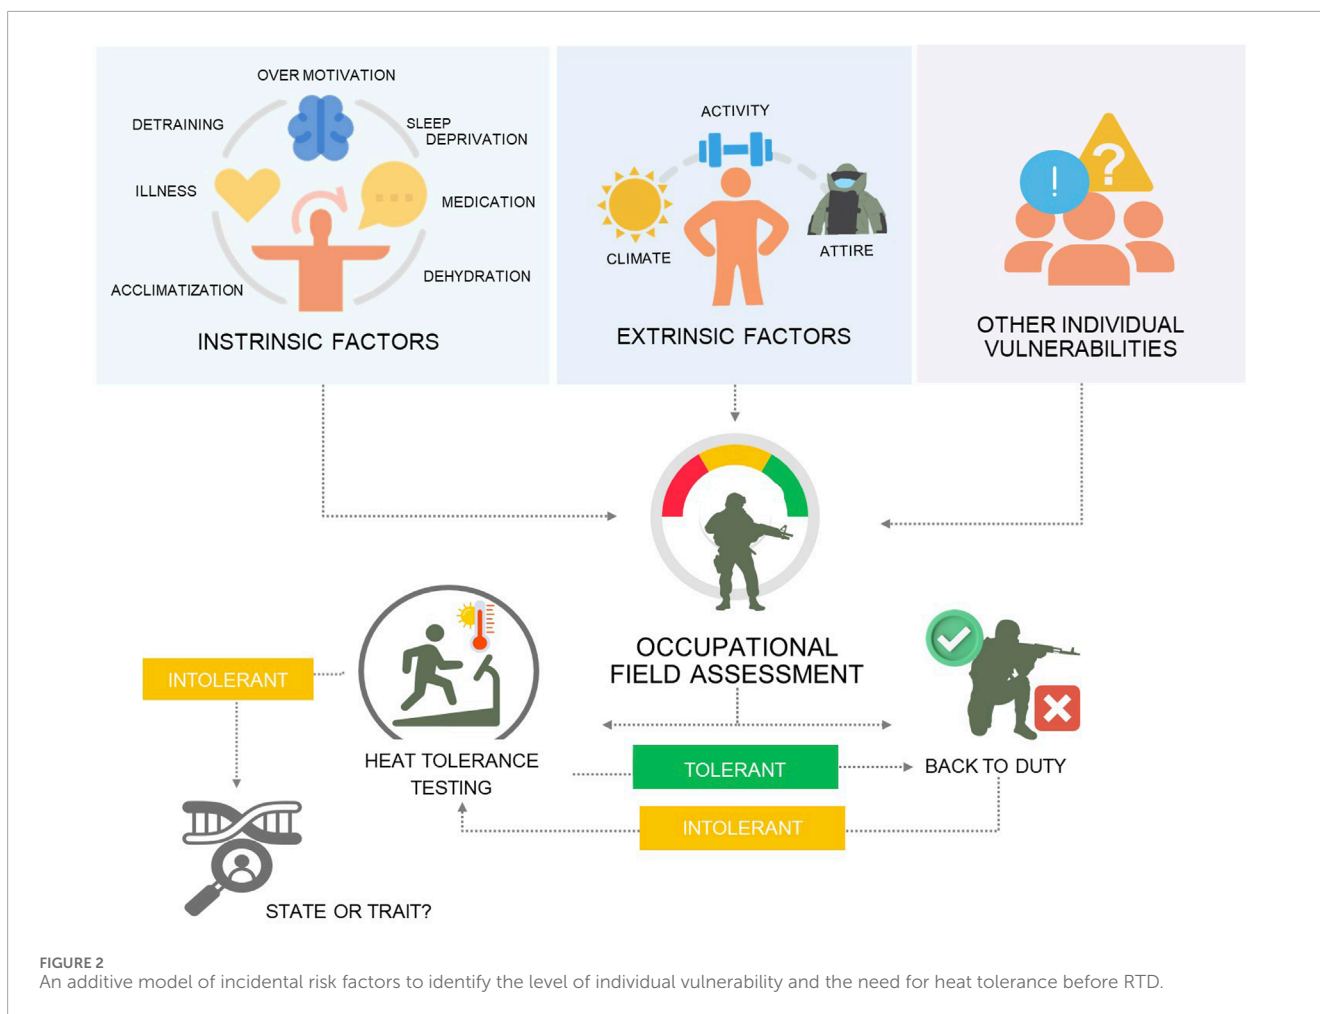 OVER MOTIVATION
DETRAINING
SLEEP
DEPRIVATION
ILLNESS
MEDICATION
ACCLIMATIZATION
DEHYDRATION
INSTRINSIC FACTORS
ACTIVITY
CLIMATE
ATTIRE
EXTRINSIC FACTORS
!
?
OTHER INDIVIDUAL
VULNERABILITIES
OCCUPATIONAL
FIELD ASSESSMENT
INTOLERANT
HEAT TOLERANCE
TESTING
TOLERANT
BACK TO DUTY
INTOLERANT
STATE OR TRAIT?
FIGURE 2
An additive model of incidental risk factors to identify the level of individual vulnerability and the need for heat tolerance before RTD.